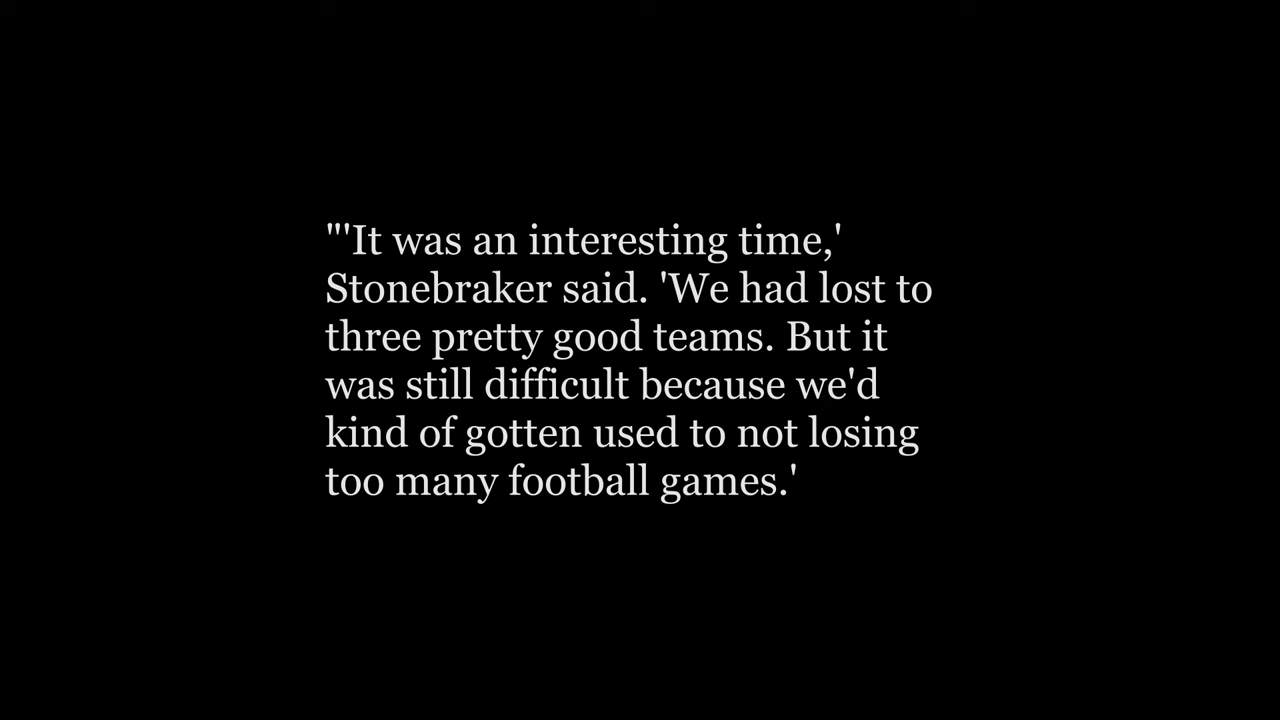 "'It was an interesting time,'
Stonebraker said. 'We had lost to
three pretty good teams. But it
was still difficult because we'd
kind of gotten used to not losing
too many football games.'